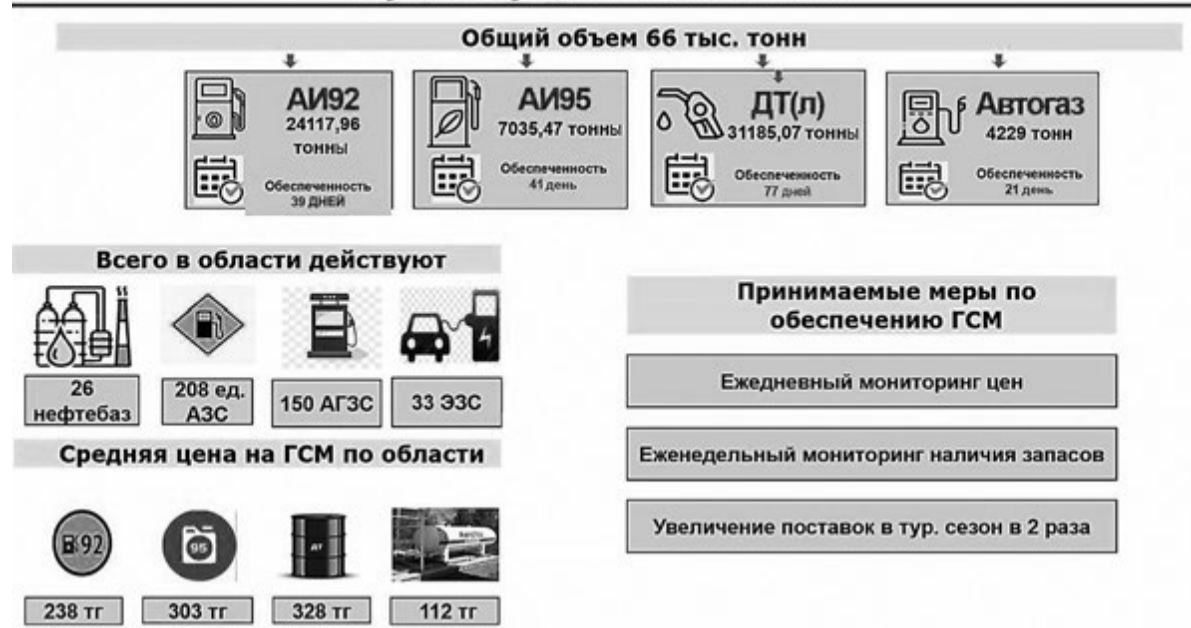 Общий объем 66 тыс. тонн
АИ92
24117,96
тонны
Обеспеченность
39 ДНЕЙ
АИ95
7035,47 тонны
Обеспеченность
41 день
ДТ(л)
31185,07 тонны
Обеспеченность
77 дней
Автогаз
4229 тонн
Обеспеченность
21 день
Всего в области действуют
26
нефтебаз
208 ед.
АЗС
150 АГЗС
33 ЭЗС
Средняя цена на ГСМ по области
92
95
ДТ
238 тг
303 тг
328 тг
112 тг
Принимаемые меры по
обеспечению ГСМ
Ежедневный мониторинг цен
Еженедельный мониторинг наличия запасов
Увеличение поставок в тур. сезон в 2 раза